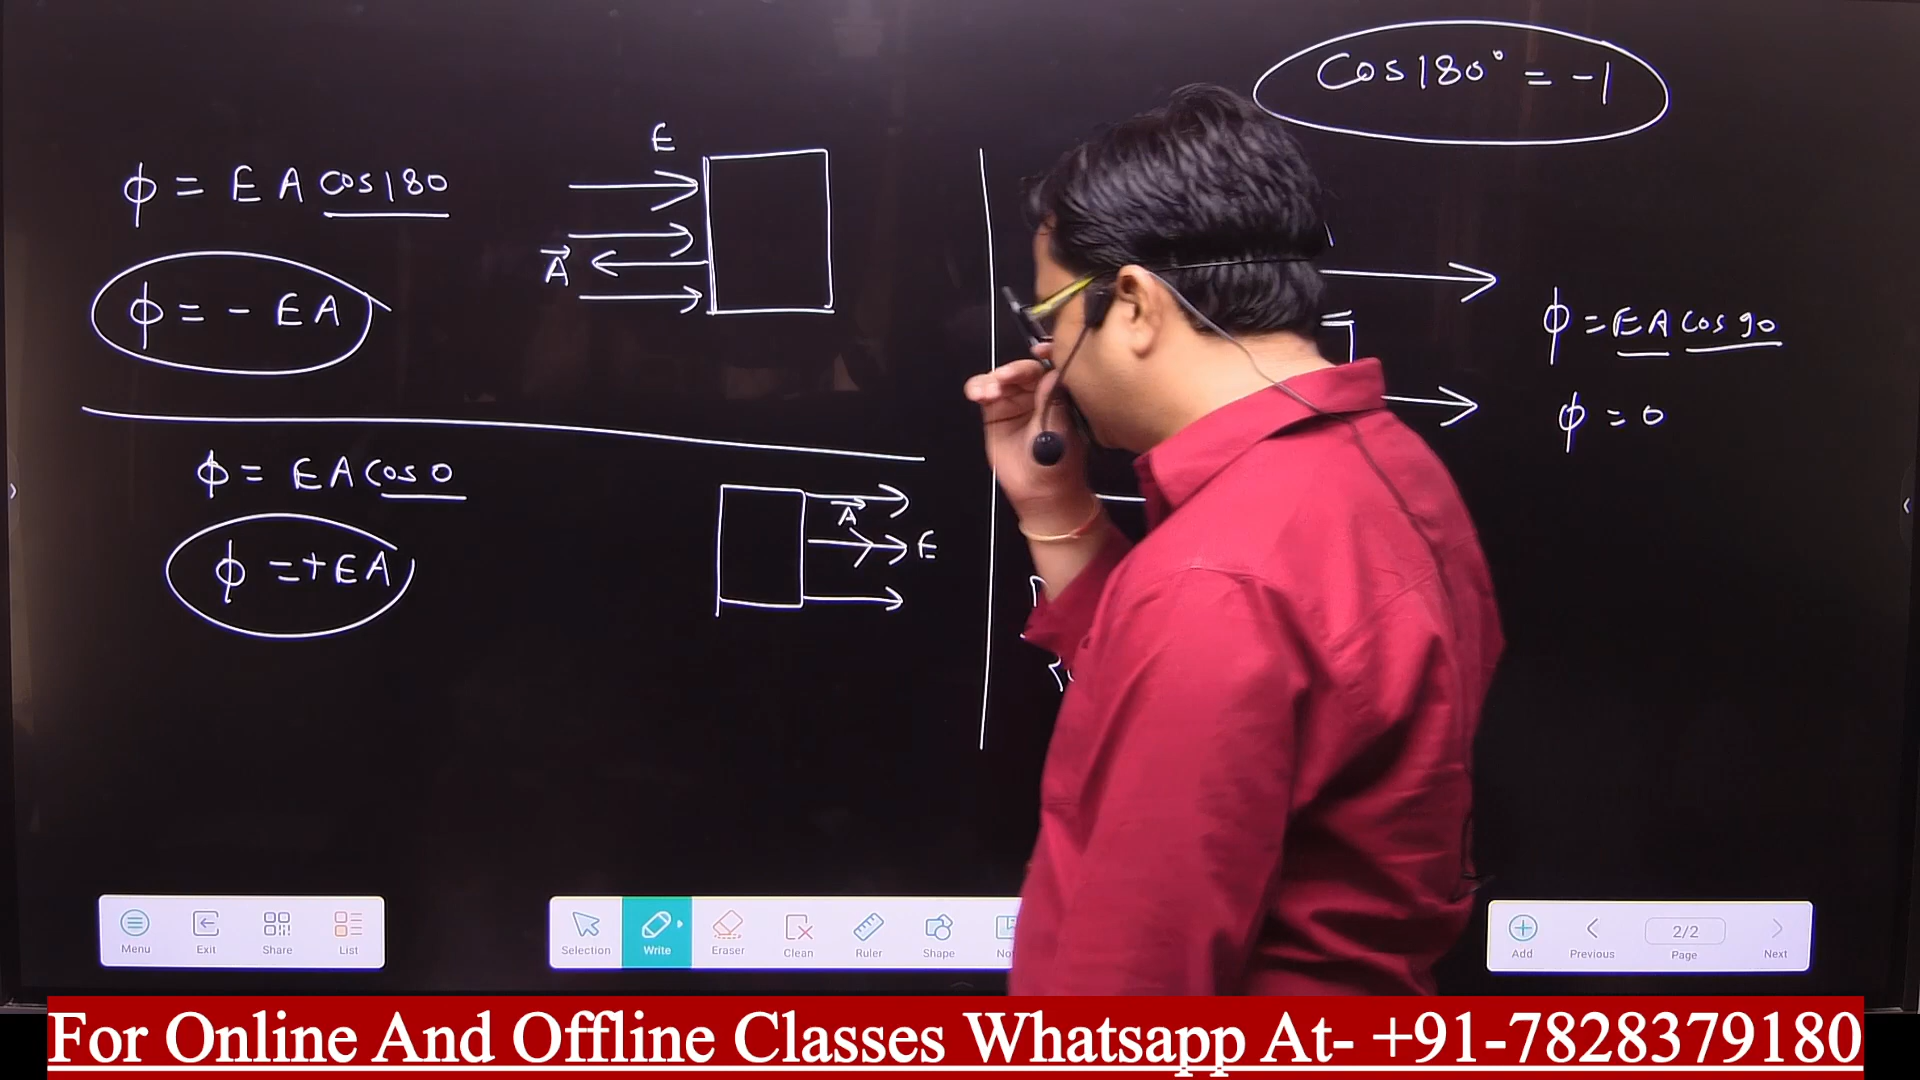 Cos 180° = -1
E
ϕ = E A cos 180
A⃗
ϕ = - E A
ϕ = E A cos 90
ϕ = 0
ϕ = E A cos 0
A⃗
E
ϕ = + E A
Menu Exit Share List
Selection Write Eraser Clean Ruler Shape
Add Previous 2/2 Page Next
For Online And Offline Classes Whatsapp At- +91-7828379180